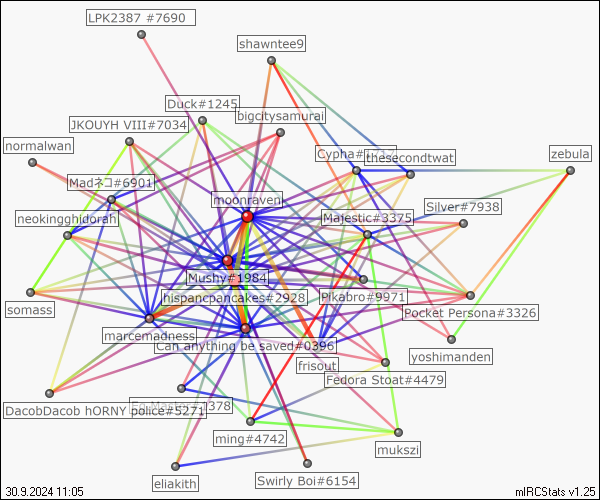 LPK2387 #7690
shawntee9
Duck#1245
bigcitysamurai
JKOUYH VIII#7034
normalwan
Cypha#
thesecondtwat
zebula
Madネコ#6901
moonraven
Silver#7938
neokingghidorah
Majestic#3375
Mushy#1984
hispancpancakes#2928
Pikabro#9971
somass
Pocket Persona#3326
marcemadness
Can anything be saved#0396
yoshimanden
frisout
Fedora Stoat#4479
DacobDacob hORNY police#5271
1378
ming#4742
mukszi
eliakith
Swirly Boi#6154
30.9.2024 11:05
mIRCStats v1.25